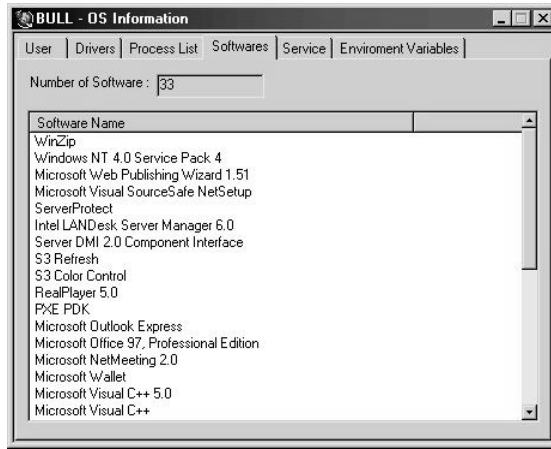 BULL - OS Information
User Drivers Process List Softwares Service Enviroment Variables
Number of Software : 33
Software Name
WinZip
Windows NT 4.0 Service Pack 4
Microsoft Web Publishing Wizard 1.51
Microsoft Visual SourceSafe NetSetup
ServerProtect
Intel LANDesk Server Manager 6.0
Server DMI 2.0 Component Interface
S3 Refresh
S3 Color Control
RealPlayer 5.0
PXE PDK
Microsoft Outlook Express
Microsoft Office 97, Professional Edition
Microsoft NetMeeting 2.0
Microsoft Wallet
Microsoft Visual C++ 5.0
Microsoft Visual C++